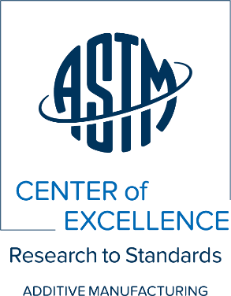 ASTM
CENTER of
EXCELLENCE
Research to Standards
ADDITIVE MANUFACTURING